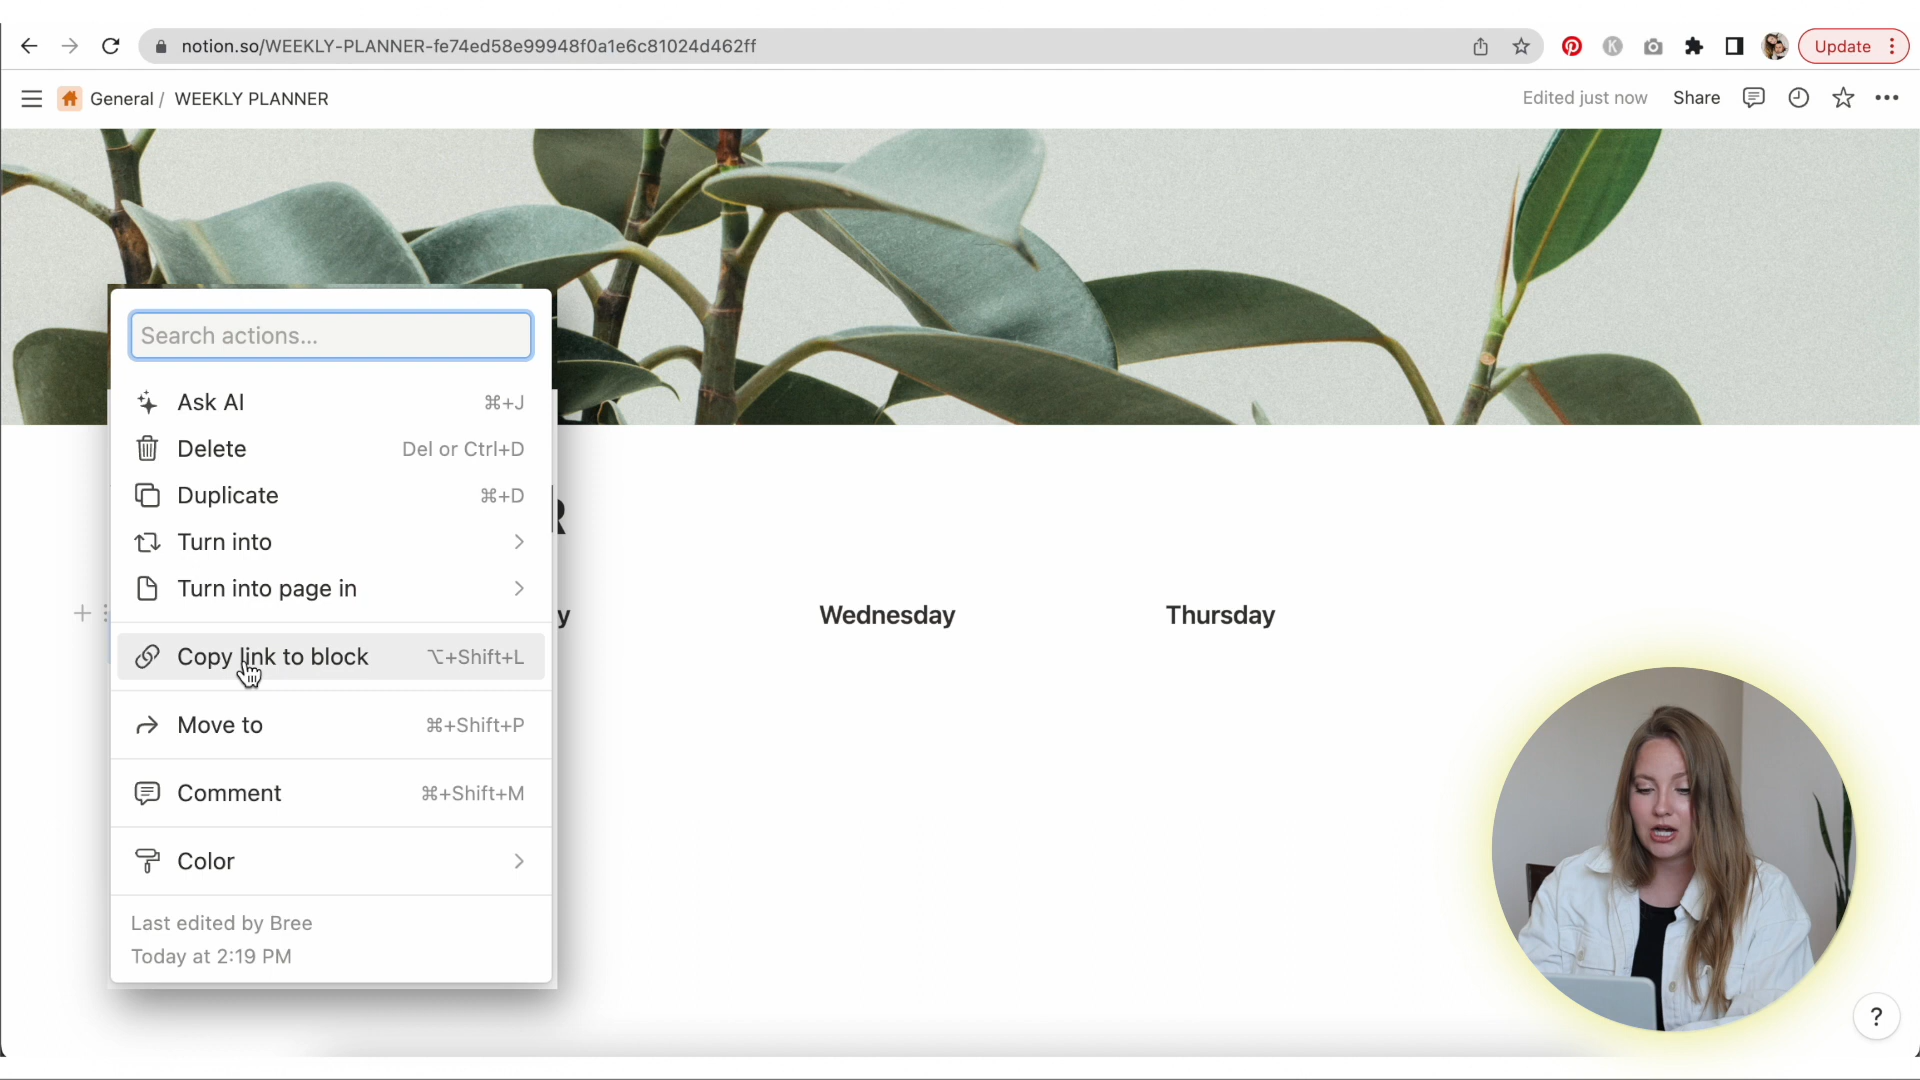 notion.so/WEEKLY-PLANNER-fe74ed58e99948f0a1e6c81024d462ff
K
Update
General / WEEKLY PLANNER
Edited just now
Share
Search actions...
Ask AI ⌘+J
Delete Del or Ctrl+D
Duplicate ⌘+D
Turn into
Turn into page in
Copy link to block ⌥+Shift+L
Move to ⌘+Shift+P
Comment ⌘+Shift+M
Color
Last edited by Bree
Today at 2:19 PM
R
y
Wednesday
Thursday
?